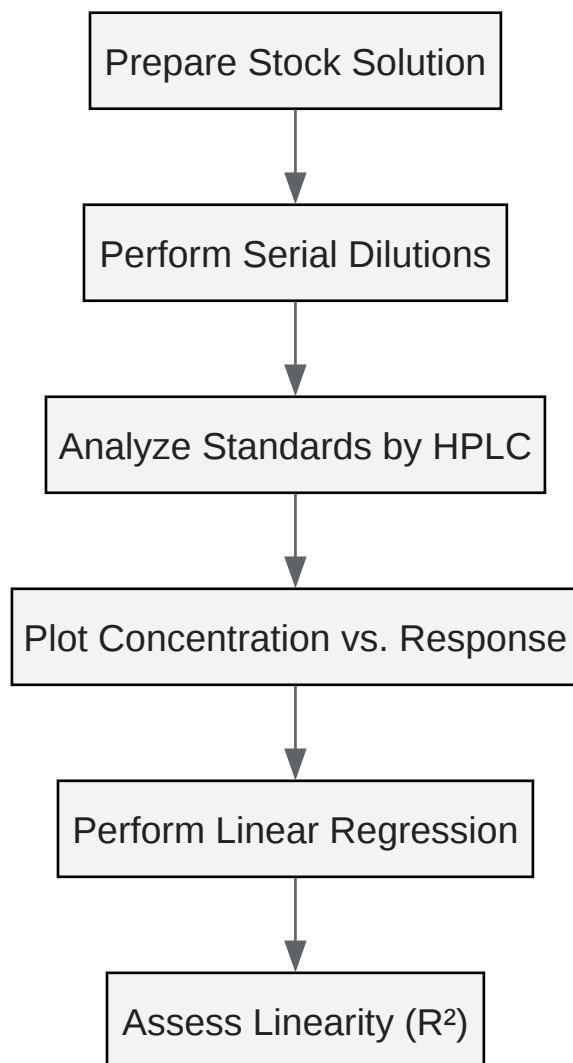 Prepare Stock Solution
Perform Serial Dilutions
Analyze Standards by HPLC
Plot Concentration vs. Response
Perform Linear Regression
Assess Linearity (R²)